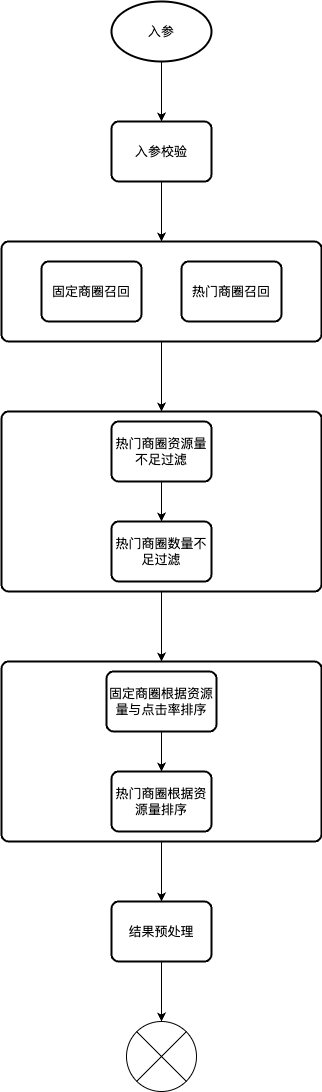 入参
入参校验
固定商圈召回
热门商圈召回
热门商圈资源量
不足过滤
热门商圈数量不
足过滤
固定商圈根据资源
量与点击率排序
热门商圈根据资
源量排序
结果预处理